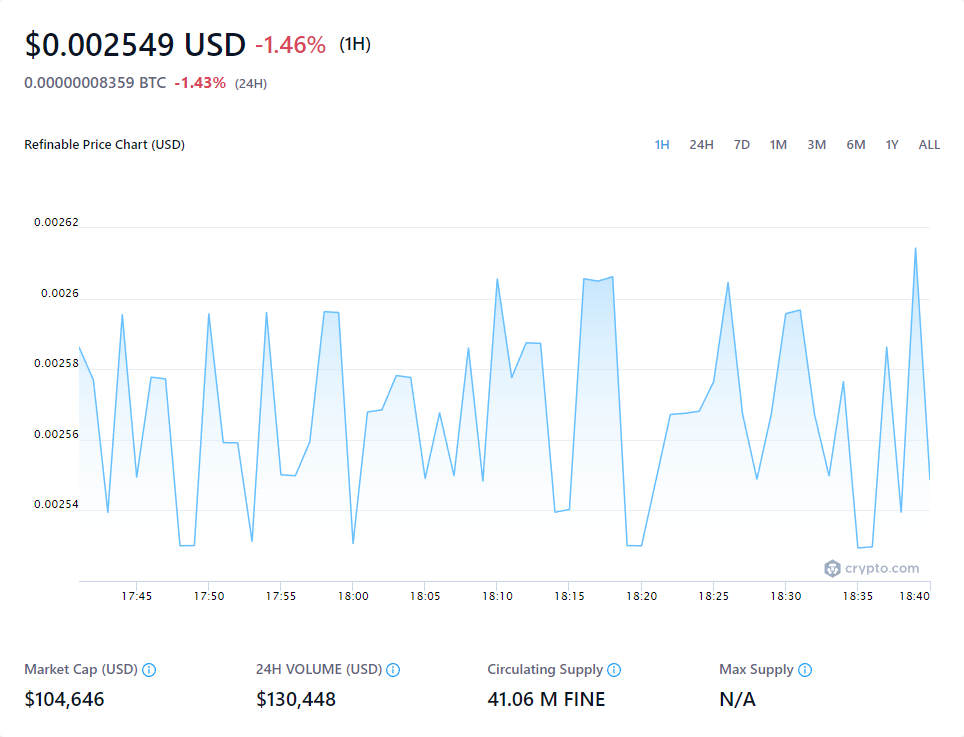 $0.002549 USD -1.46% (1H)
0.00000008359 BTC -1.43% (24H)
Refinable Price Chart (USD) 1H 24H 7D 1M 3M 6M 1Y ALL
0.00262
0.0026
0.00258
0.00256
0.00254
crypto.com
17:45 17:50 17:55 18:00 18:05 18:10 18:15 18:20 18:25 18:30 18:35 18:40
Market Cap (USD) 24H VOLUME (USD) Circulating Supply Max Supply
$104,646 $130,448 41.06 M FINE N/A